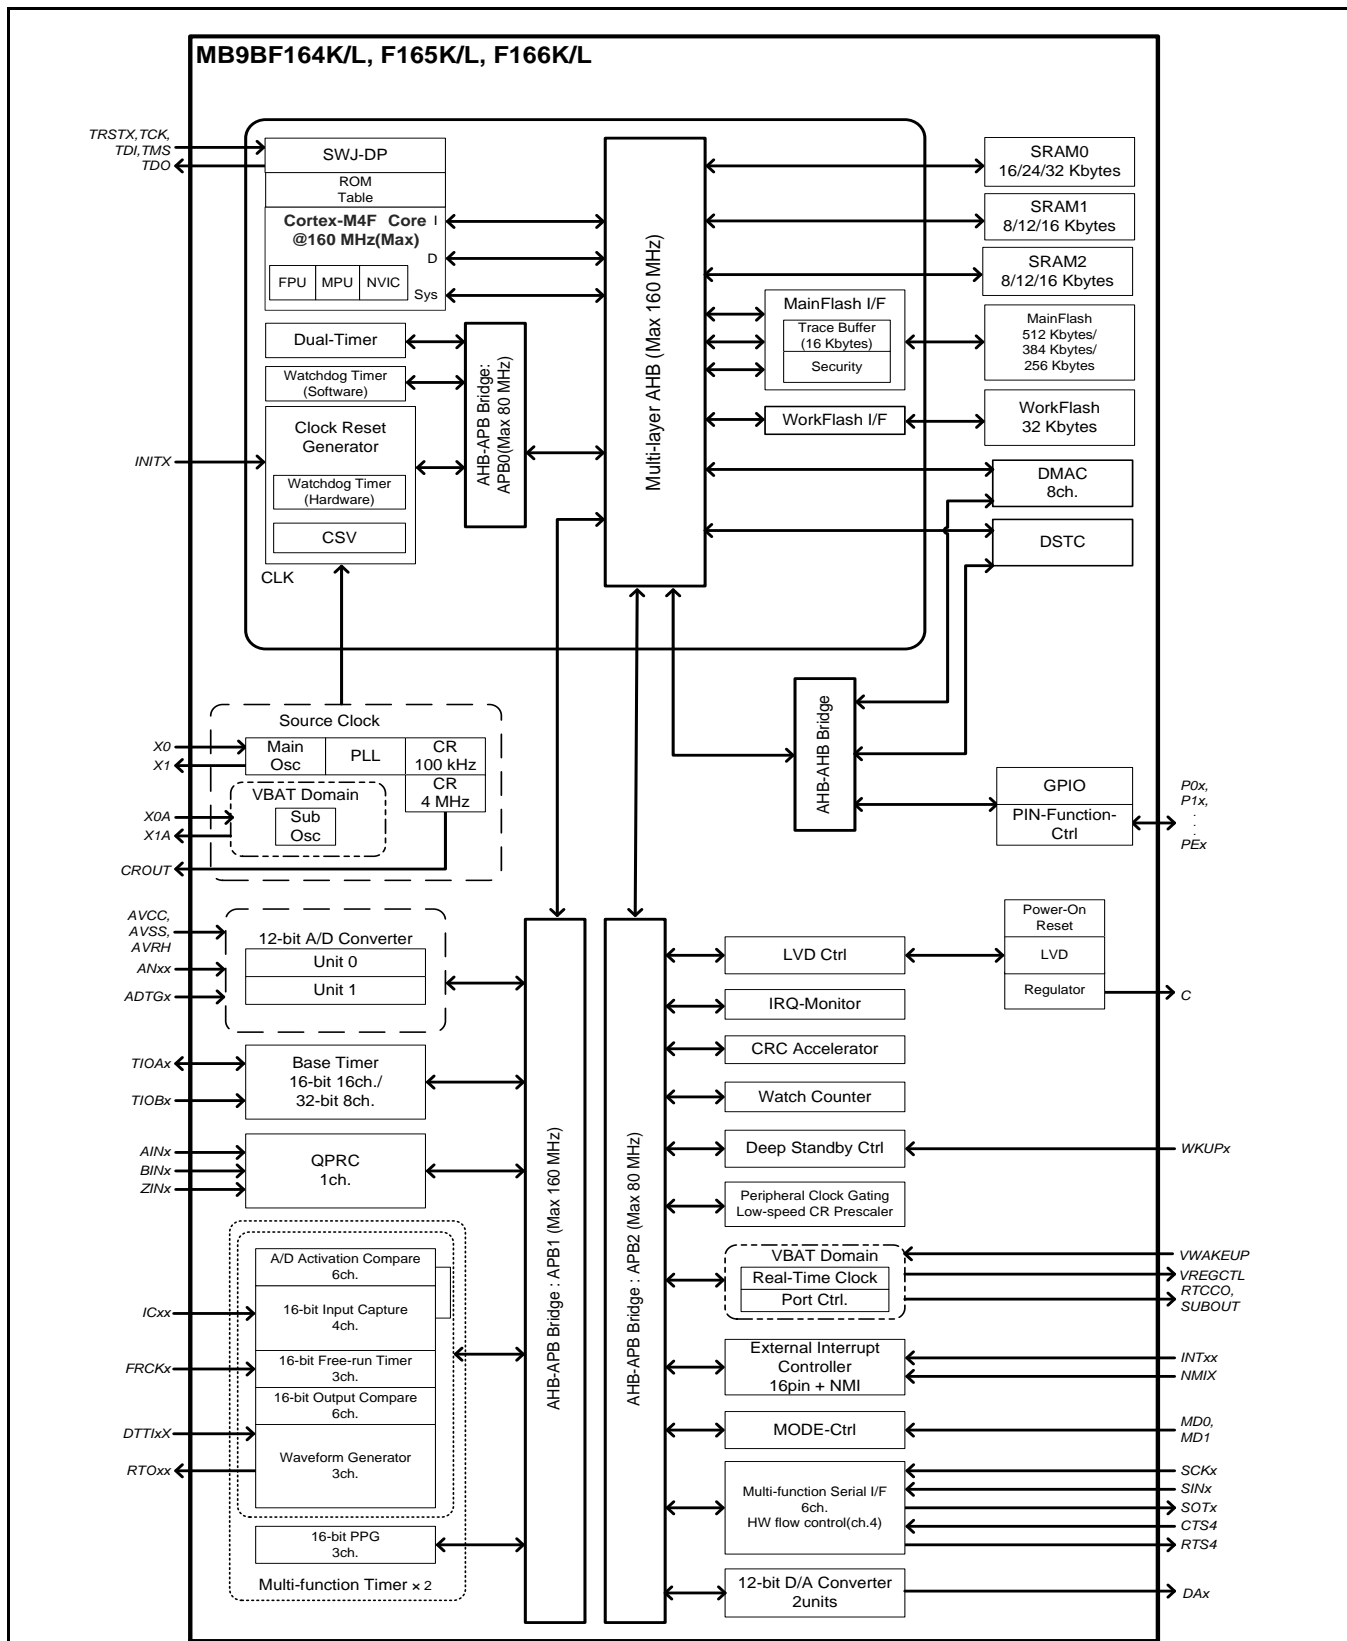 MB9BF164K/L, F165K/L, F166K/L
TRSTX,TCK,
TDI,TMS
TDO
SWJ-DP
ROM
Table
Cortex-M4F Core
@160 MHz(Max)
I
D
Sys
FPU
MPU
NVIC
Dual-Timer
Watchdog Timer
(Software)
Clock Reset
Generator
Watchdog Timer
(Hardware)
CSV
CLK
INITX
AHB-APB Bridge:
APB0(Max 80 MHz)
Multi-layer AHB (Max 160 MHz)
MainFlash I/F
Trace Buffer
(16 Kbytes)
Security
WorkFlash I/F
SRAM0
16/24/32 Kbytes
SRAM1
8/12/16 Kbytes
SRAM2
8/12/16 Kbytes
MainFlash
512 Kbytes/
384 Kbytes/
256 Kbytes
WorkFlash
32 Kbytes
DMAC
8ch.
DSTC
Source Clock
X0
X1
Main
Osc
PLL
CR
100 kHz
CR
4 MHz
VBAT Domain
Sub
Osc
X0A
X1A
CROUT
AHB-AHB Bridge
GPIO
PIN-Function-
Ctrl
P0x,
P1x,
.
.
PEx
AVCC,
AVSS,
AVRH
ANxx
ADTGx
12-bit A/D Converter
Unit 0
Unit 1
TIOAx
TIOBx
Base Timer
16-bit 16ch./
32-bit 8ch.
AINx
BINx
ZINx
QPRC
1ch.
A/D Activation Compare
6ch.
ICxx
16-bit Input Capture
4ch.
FRCKx
16-bit Free-run Timer
3ch.
16-bit Output Compare
6ch.
DTTIxX
RTOxx
Waveform Generator
3ch.
16-bit PPG
3ch.
Multi-function Timer × 2
AHB-APB Bridge : APB1 (Max 160 MHz)
AHB-APB Bridge : APB2 (Max 80 MHz)
LVD Ctrl
Power-On
Reset
LVD
Regulator
C
IRQ-Monitor
CRC Accelerator
Watch Counter
Deep Standby Ctrl
WKUPx
Peripheral Clock Gating
Low-speed CR Prescaler
VBAT Domain
Real-Time Clock
Port Ctrl.
VWAKEUP
VREGCTL
RTCCO,
SUBOUT
External Interrupt
Controller
16pin + NMI
INTxx
NMIX
MODE-Ctrl
MD0,
MD1
Multi-function Serial I/F
6ch.
HW flow control(ch.4)
SCKx
SINx
SOTx
CTS4
RTS4
12-bit D/A Converter
2units
DAx